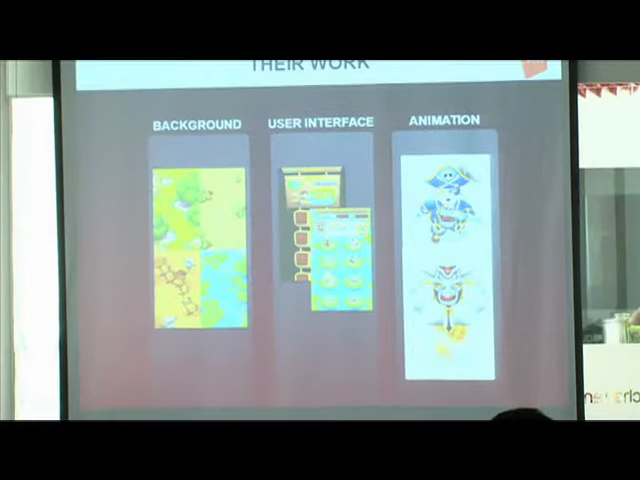 THEIR WORK
BACKGROUND
USER INTERFACE
ANIMATION